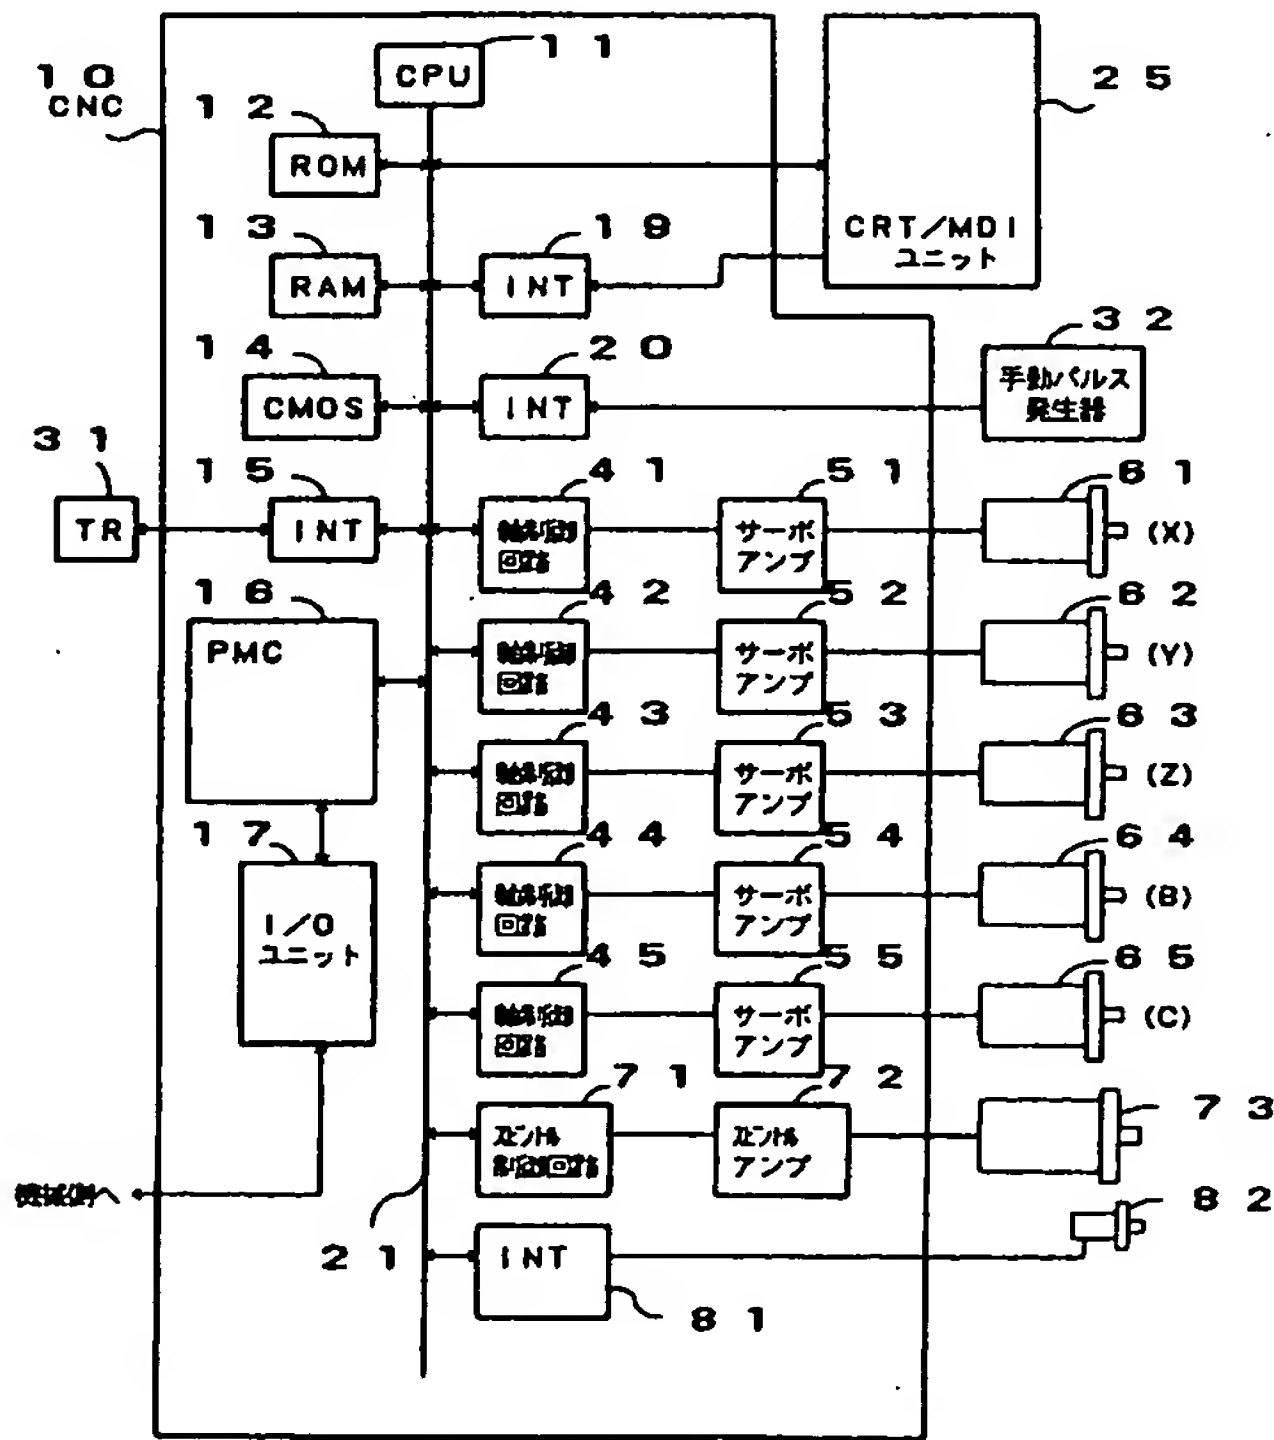 11
CPU
10
CNC
25
12
ROM
13
RAM
19
INT
CRT/MDI
ユニット
14
CMOS
20
INT
32
手動パルス
発生器
31
TR
15
INT
41
軸制御
回路
51
サーボ
アンプ
61
(X)
16
PMC
42
軸制御
回路
52
サーボ
アンプ
62
(Y)
43
軸制御
回路
53
サーボ
アンプ
63
(Z)
17
I/O
ユニット
44
軸制御
回路
54
サーボ
アンプ
64
(B)
45
軸制御
回路
55
サーボ
アンプ
65
(C)
71
スピンドル
制御回路
72
スピンドル
アンプ
73
機械側へ
21
INT
81
82